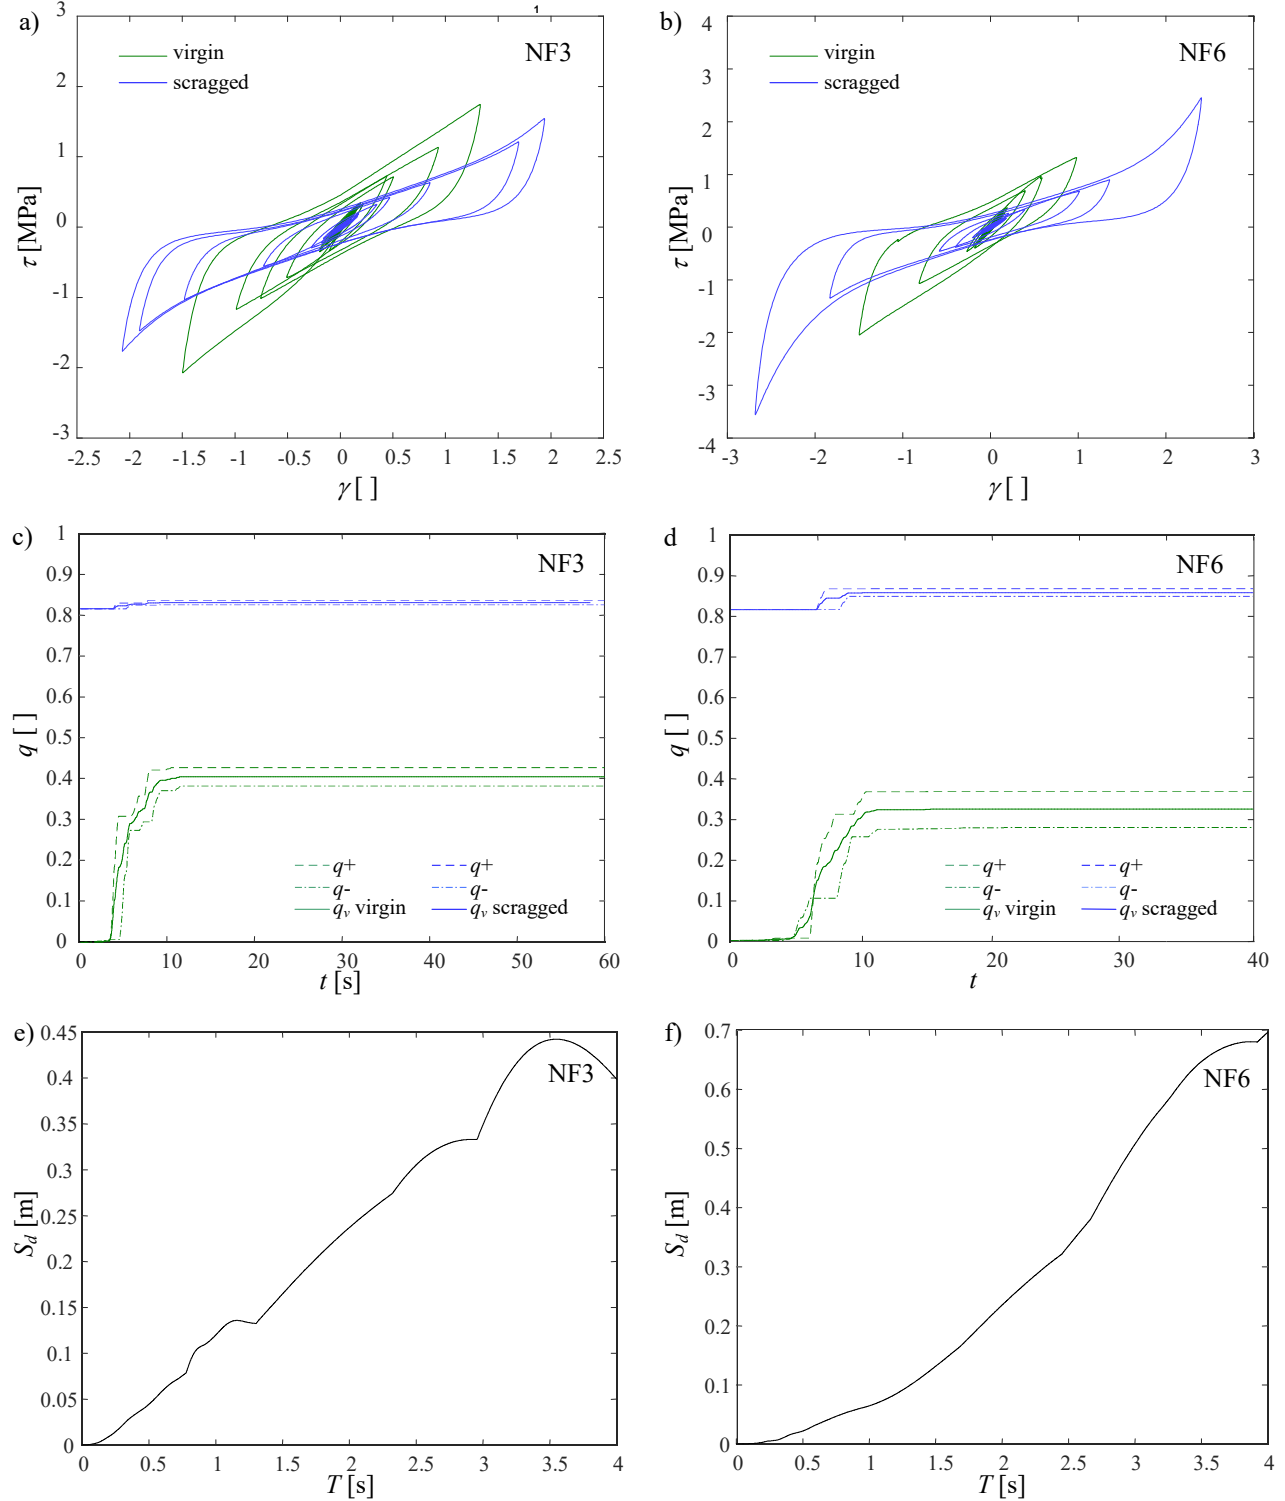 a)
1
NF3
virgin
scragged
3
2
1
0
-1
-2
-3
τ [MPa]
-2.5 -2 -1.5 -1 -0.5 0 0.5 1 1.5 2 2.5
γ [ ]
b)
NF6
virgin
scragged
4
3
2
1
0
-1
-2
-3
-4
τ [MPa]
-3 -2 -1 0 1 2 3
γ [ ]
c)
NF3
1
0.9
0.8
0.7
0.6
0.5
0.4
0.3
0.2
0.1
0
q [ ]
q+ q+
q- q-
qv virgin qv scragged
0 10 20 30 40 50 60
t [s]
d
NF6
1
0.9
0.8
0.7
0.6
0.5
0.4
0.3
0.2
0.1
0
q [ ]
q+ q+
q- q-
qv virgin qv scragged
0 10 20 30 40
t
e)
NF3
0.45
0.4
0.35
0.3
0.25
0.2
0.15
0.1
0.05
0
Sd [m]
0 0.5 1 1.5 2 2.5 3 3.5 4
T [s]
f)
NF6
0.7
0.6
0.5
0.4
0.3
0.2
0.1
0
Sd [m]
0 0.5 1 1.5 2 2.5 3 3.5 4
T [s]